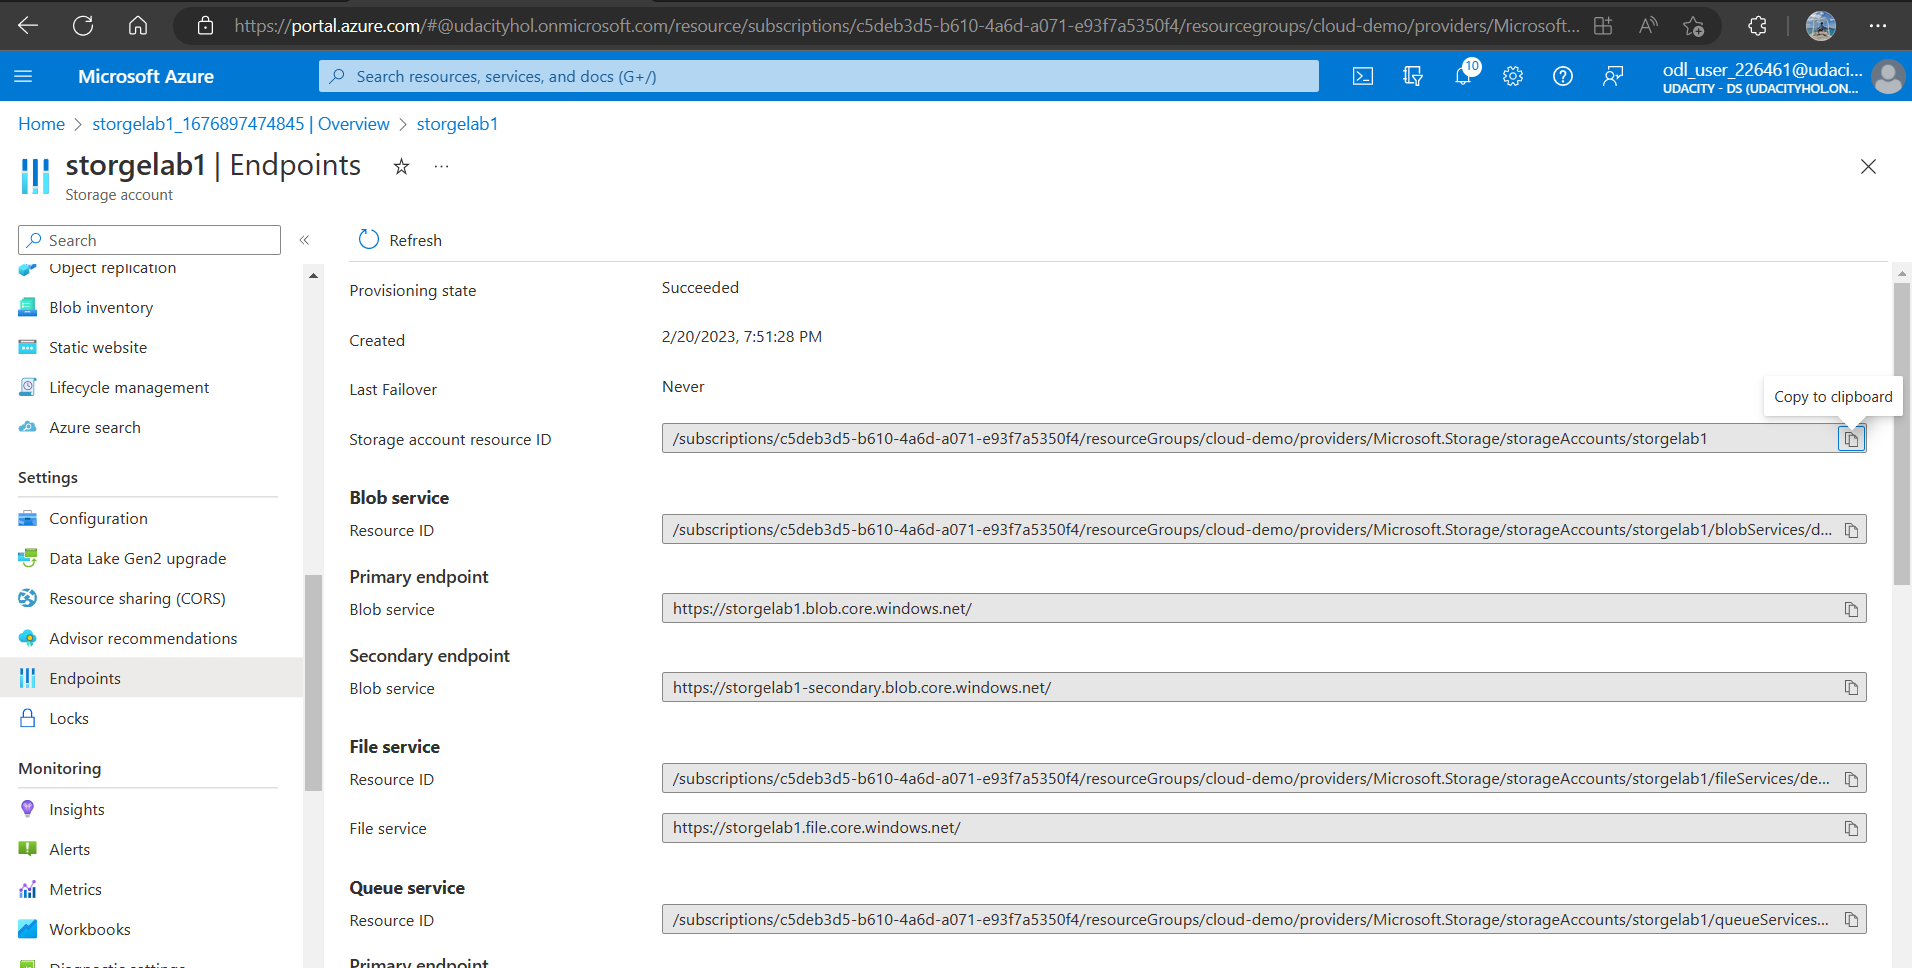 https://portal.azure.com/#@udacityhol.onmicrosoft.com/resource/subscriptions/c5deb3d5-b610-4a6d-a071-e93f7a5350f4/resourcegroups/cloud-demo/providers/Microsoft...
Microsoft Azure
Search resources, services, and docs (G+/)
10
odl_user_226461@udaci...
UDACITY - DS (UDACITYHOL.ON...
Home > storgelab1_1676897474845 | Overview > storgelab1
storgelab1 | Endpoints
Storage account
Search
«
Refresh
Object replication
Blob inventory
Static website
Lifecycle management
Azure search
Settings
Configuration
Data Lake Gen2 upgrade
Resource sharing (CORS)
Advisor recommendations
Endpoints
Locks
Monitoring
Insights
Alerts
Metrics
Workbooks
Diagnostic settings
Provisioning state
Succeeded
Created
2/20/2023, 7:51:28 PM
Last Failover
Never
Copy to clipboard
Storage account resource ID
/subscriptions/c5deb3d5-b610-4a6d-a071-e93f7a5350f4/resourceGroups/cloud-demo/providers/Microsoft.Storage/storageAccounts/storgelab1
Blob service
Resource ID
/subscriptions/c5deb3d5-b610-4a6d-a071-e93f7a5350f4/resourceGroups/cloud-demo/providers/Microsoft.Storage/storageAccounts/storgelab1/blobServices/d...
Primary endpoint
Blob service
https://storgelab1.blob.core.windows.net/
Secondary endpoint
Blob service
https://storgelab1-secondary.blob.core.windows.net/
File service
Resource ID
/subscriptions/c5deb3d5-b610-4a6d-a071-e93f7a5350f4/resourceGroups/cloud-demo/providers/Microsoft.Storage/storageAccounts/storgelab1/fileServices/de...
File service
https://storgelab1.file.core.windows.net/
Queue service
Resource ID
/subscriptions/c5deb3d5-b610-4a6d-a071-e93f7a5350f4/resourceGroups/cloud-demo/providers/Microsoft.Storage/storageAccounts/storgelab1/queueServices...
Primary endpoint